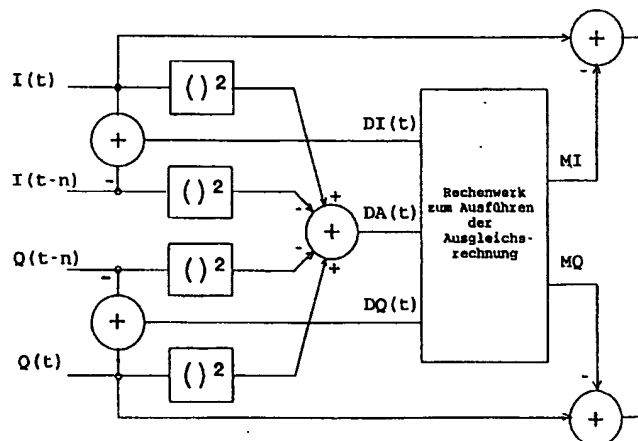 I(t)
()²
DI(t)
I(t-n)
()²
MI
Rechenwerk
zum Ausführen
der
Ausgleichs-
rechnung
DA(t)
Q(t-n)
()²
MQ
DQ(t)
Q(t)
()²